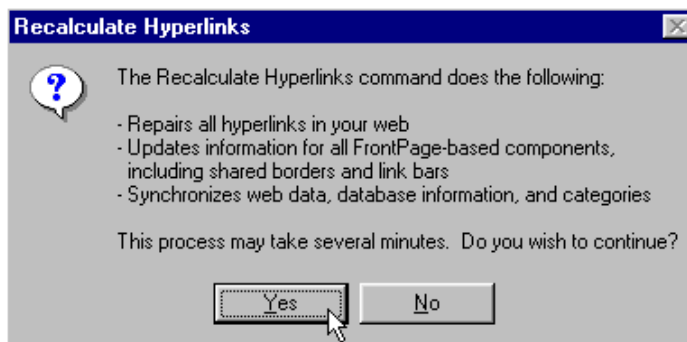 Recalculate Hyperlinks
The Recalculate Hyperlinks command does the following:
- Repairs all hyperlinks in your web
- Updates information for all FrontPage-based components,
including shared borders and link bars
- Synchronizes web data, database information, and categories
This process may take several minutes.  Do you wish to continue?
Yes
No